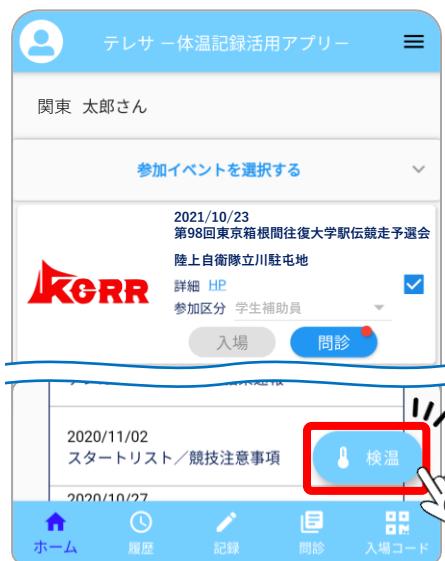 テレサ －体温記録活用アプリ－
関東 太郎さん
参加イベントを選択する
2021/10/23
第98回東京箱根間往復大学駅伝競走予選会
陸上自衛隊立川駐屯地
詳細 HP
参加区分 学生補助員
KGRR
入場
問診
2020/11/02
スタートリスト／競技注意事項
検温
2020/10/27
ホーム
履歴
記録
問診
入場コード